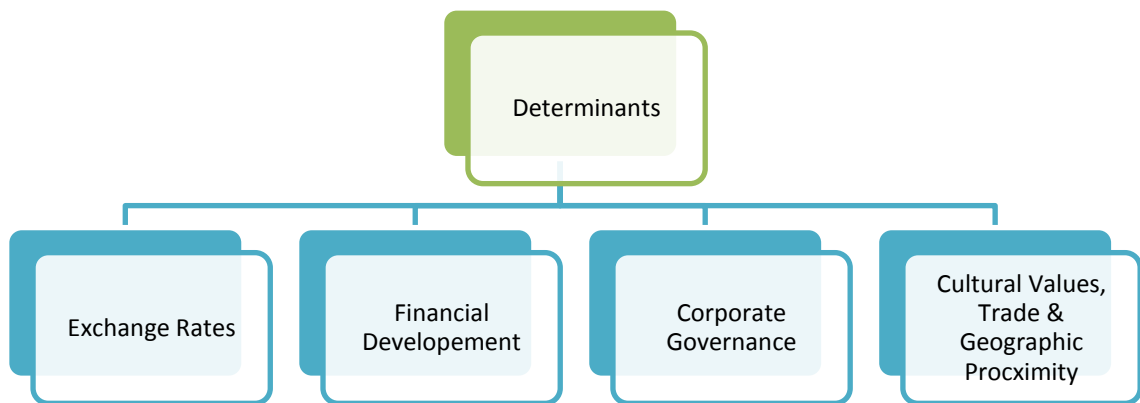 Determinants
Exchange Rates
Financial
Developement
Corporate
Governance
Cultural Values,
Trade &
Geographic
Procximity